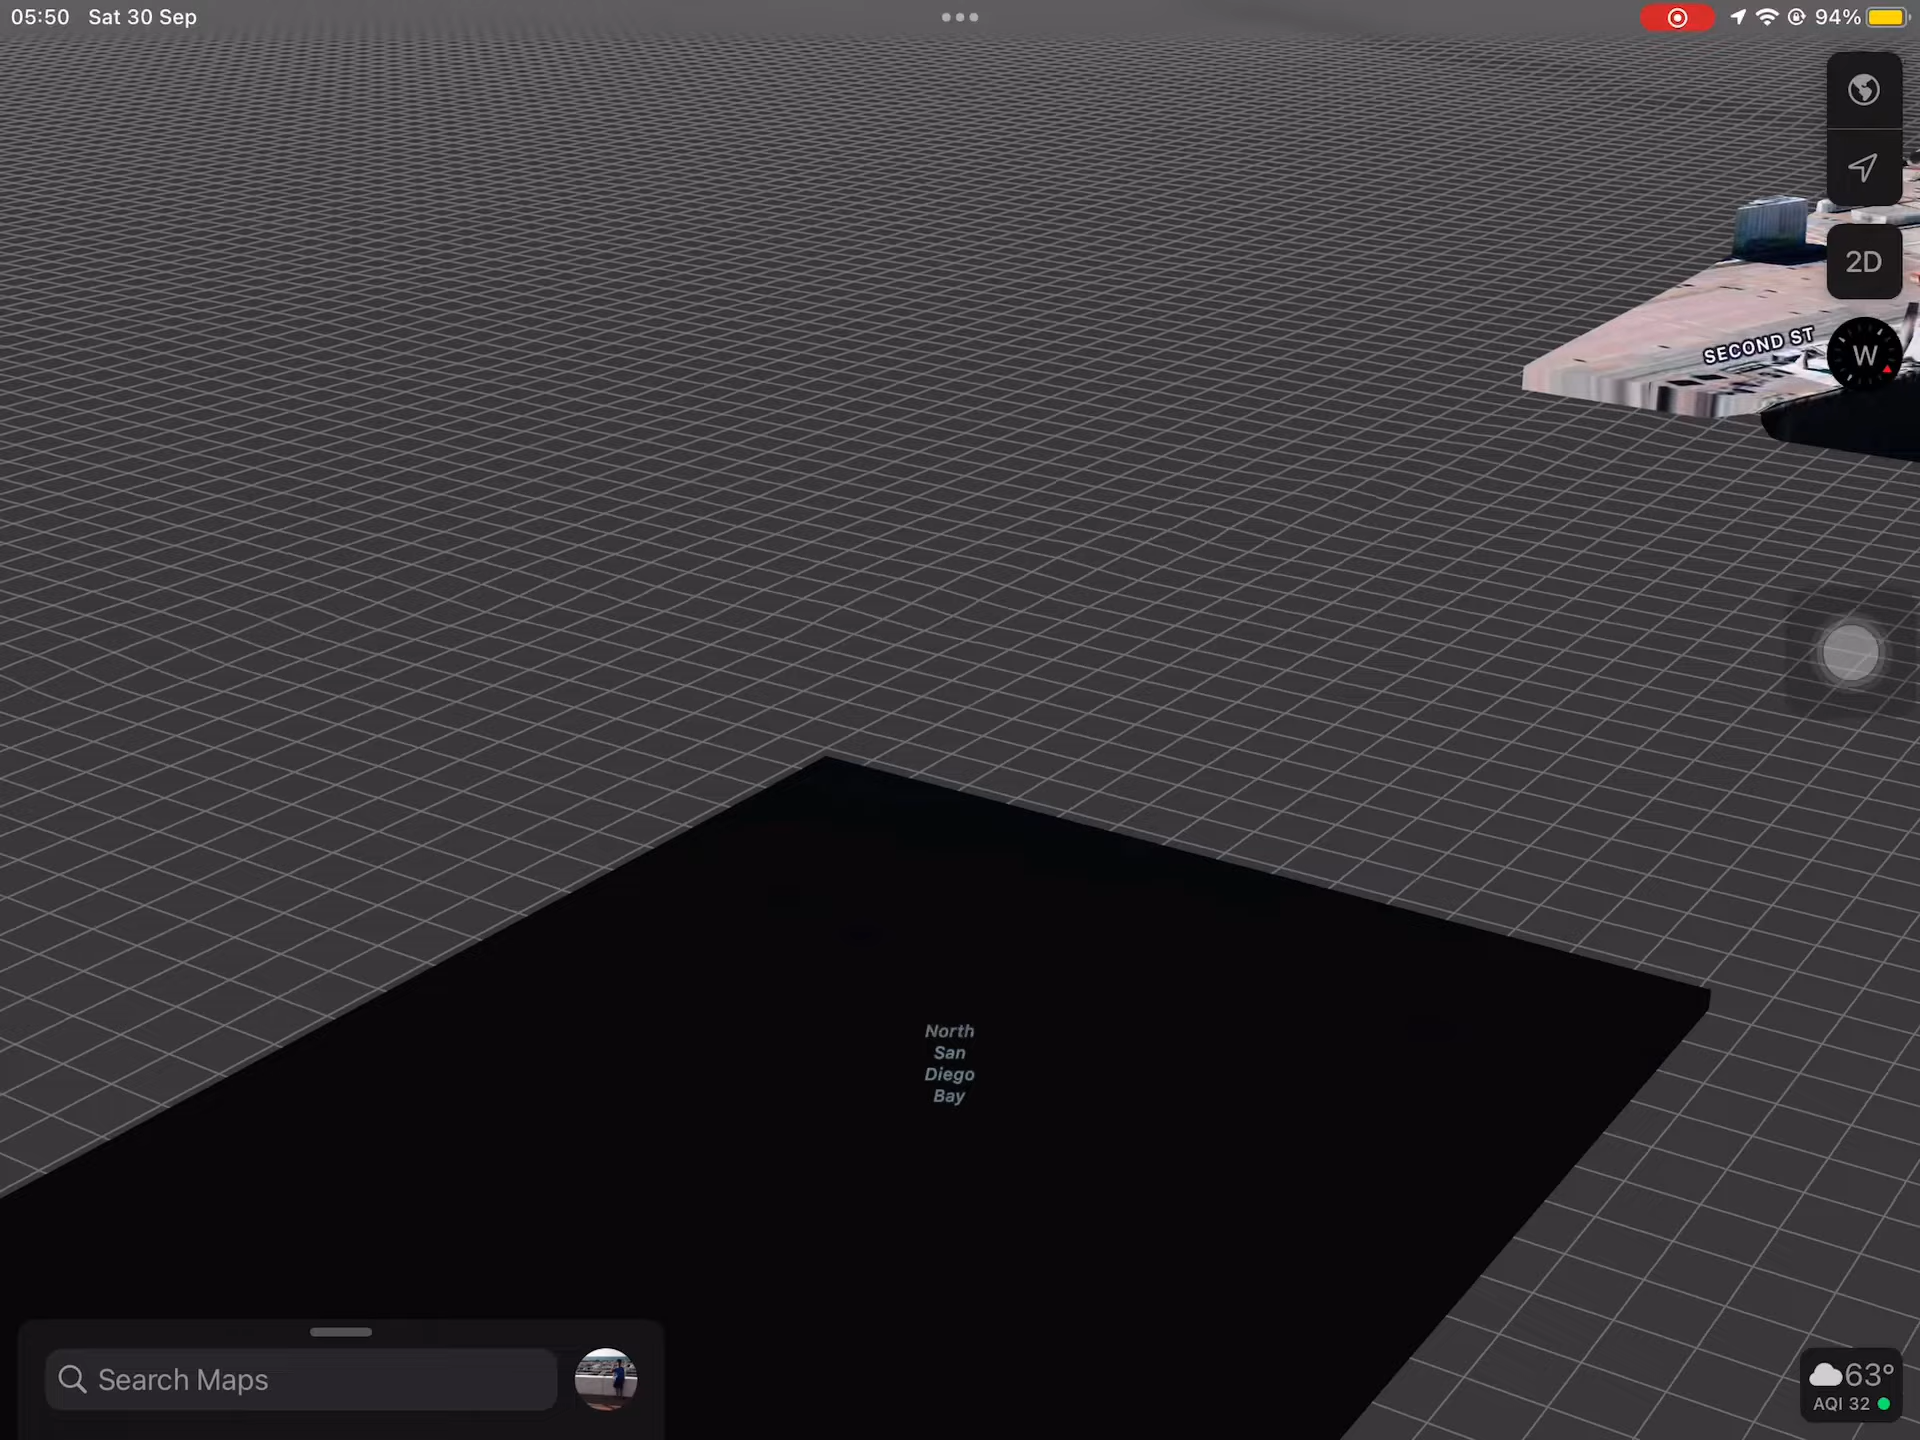 05:50 Sat 30 Sep
94%
2D
SECOND ST
W
North
San
Diego
Bay
Search Maps
63°
AQI 32